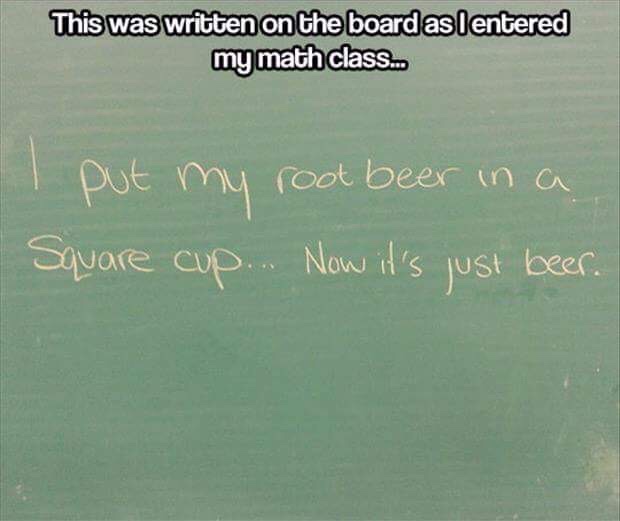 This was written on the board as I entered
my math class...
I put my root beer in a
Square cup... Now it's just beer.